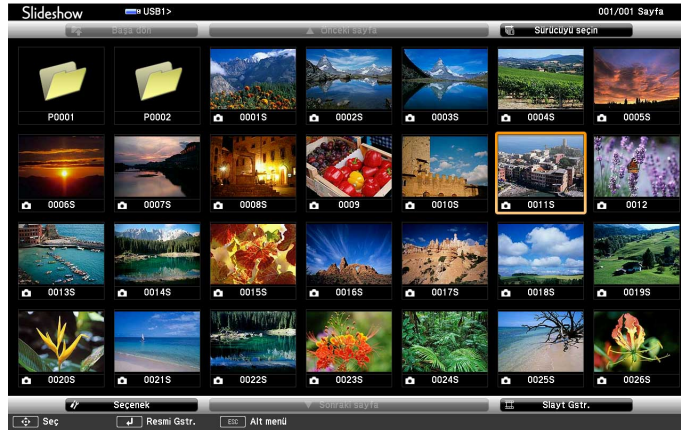 Slideshow USB1> 001/001 Sayfa
Başa dön Önceki sayfa Sürücüyü seçin
P0001 P0002 0001S 0002S 0003S 0004S 0005S
0006S 0007S 0008S 0009 0010S 0011S 0012
0013S 0014S 0015S 0016S 0017S 0018S 0019S
0020S 0021S 0022S 0023S 0024S 0025S 0026S
Seçenek Sonraki sayfa Slayt Gstr.
Seç Resmi Gstr. ESC Alt menü